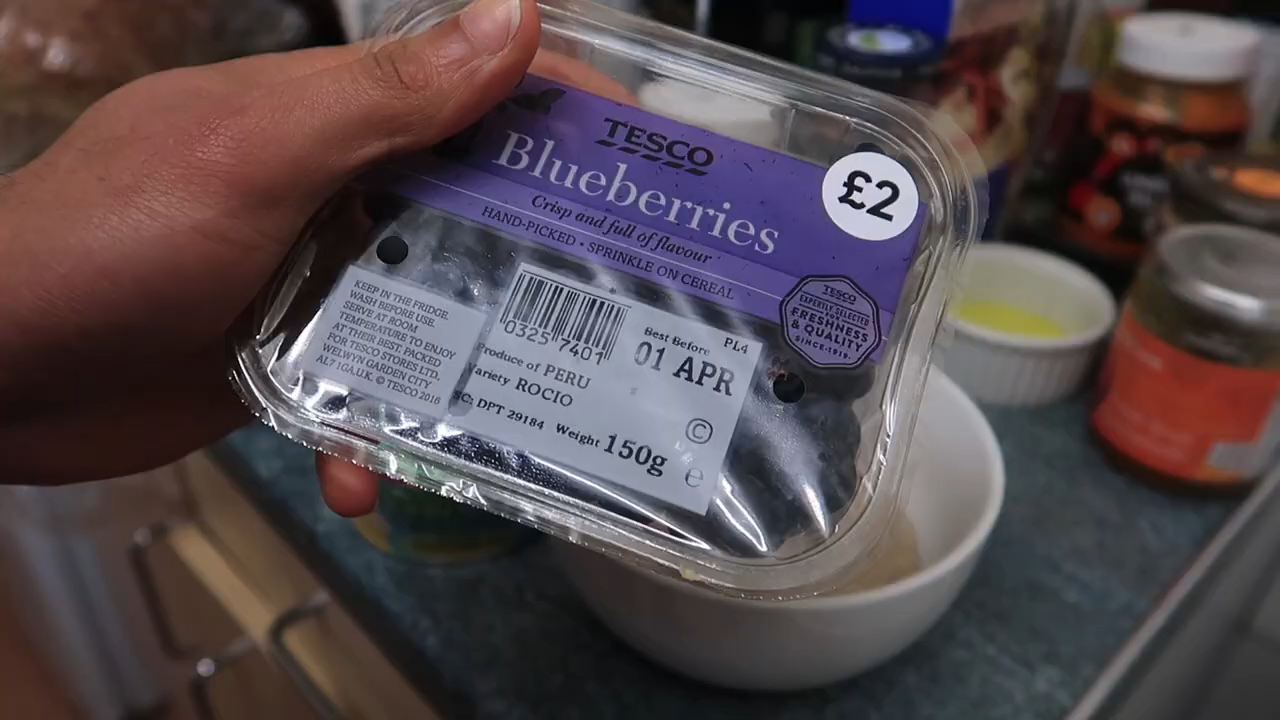 TESCO
Blueberries
£2
Crisp and full of flavour
HAND-PICKED • SPRINKLE ON CEREAL
TESCO
EXPERTLY SELECTED
FRESHNESS
& QUALITY
SINCE 1919.
KEEP IN THE FRIDGE.
WASH BEFORE USE.
SERVE AT ROOM
TEMPERATURE TO ENJOY
AT THEIR BEST. PACKED
FOR TESCO STORES LTD.
WELWYN GARDEN CITY
AL7 1GA,U.K. © TESCO 2016
0325 7401
Best Before PL4
01 APR
Produce of PERU
Variety ROCIO
SC: DPT 29184 Weight 150g
©
e